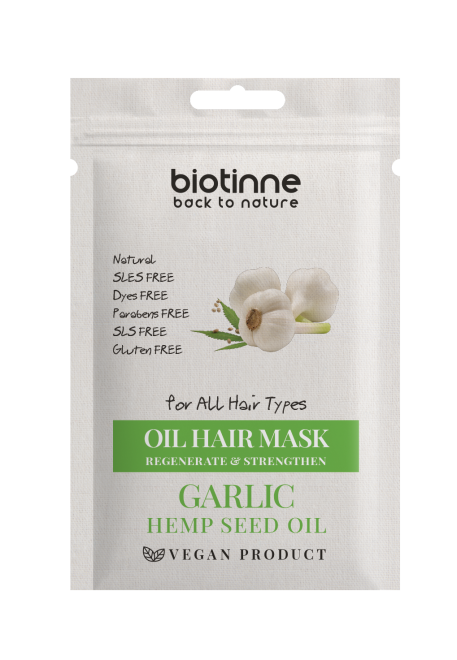 biotinne
back to nature
Natural
SLES FREE
Dyes FREE
Parabens FREE
SLS FREE
Gluten FREE
for All Hair Types
OIL HAIR MASK
REGENERATE & STRENGTHEN
GARLIC
HEMP SEED OIL
VEGAN PRODUCT